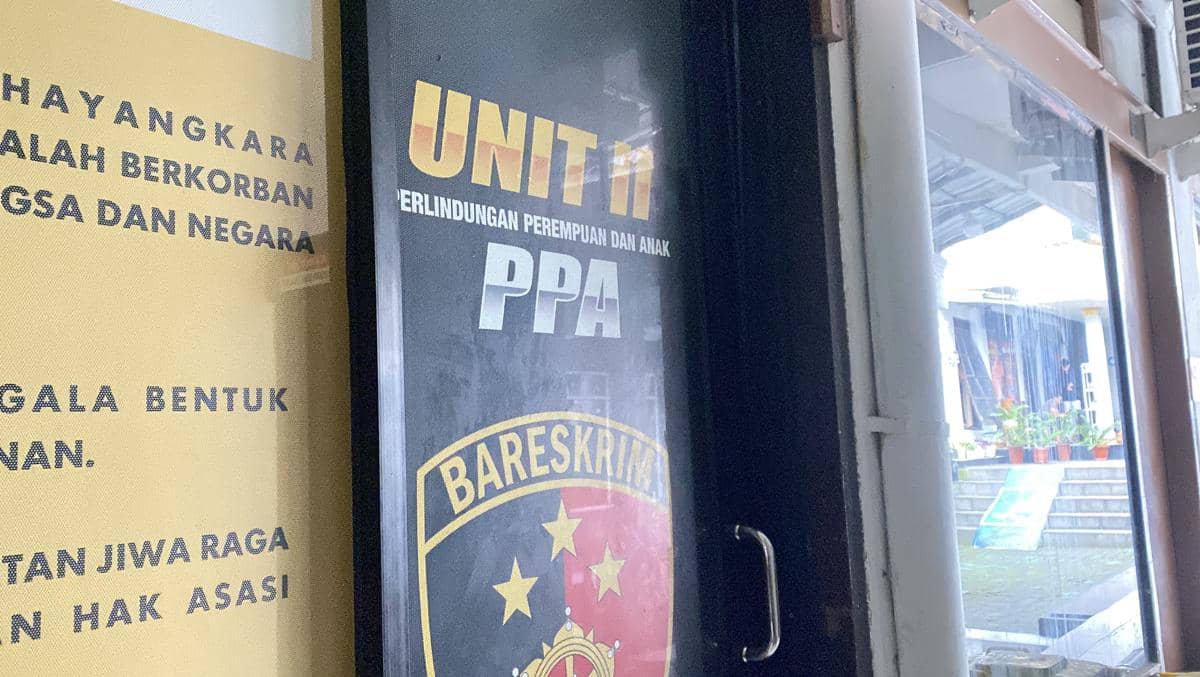 HAYANGKARA
ALAH BERKORBAN
GSA DAN NEGARA
GALA BENTUK
NAN.
TAN JIWA RAGA
N HAK ASASI
UNIT II
PERLINDUNGAN PEREMPUAN DAN ANAK
PPA
BARESKRIM